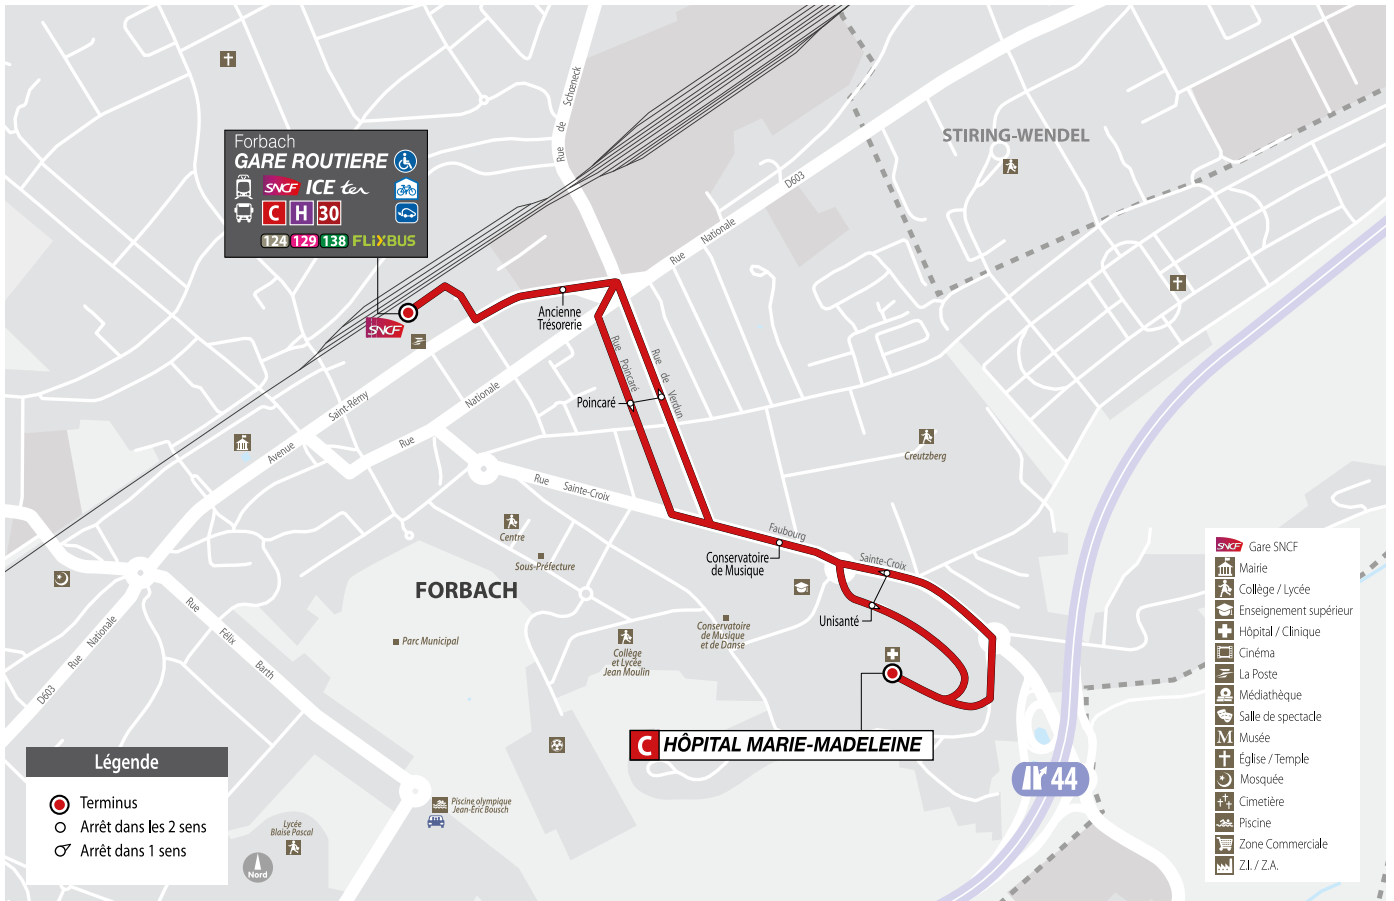 Forbach
GARE ROUTIERE
SNCF ICE ter
C H 30
124 129 138 FLiXBUS
SNCF
STIRING-WENDEL
Rue de Schœneck
D603
Rue Nationale
Ancienne
Trésorerie
Rue Poincaré
Rue de Verdun
Poincaré
Avenue Saint-Rémy
Rue Nationale
Rue Sainte-Croix
Creutzberg
Centre
Sous-Préfecture
FORBACH
Faubourg Sainte-Croix
Conservatoire
de Musique
Unisanté
Parc Municipal
Collège
et Lycée
Jean Moulin
Conservatoire
de Musique
et de Danse
D603 Rue Nationale
Rue Félix Barth
C HÔPITAL MARIE-MADELEINE
44
Piscine olympique
Jean-Eric Bousch
Lycée
Blaise Pascal
Nord
Légende
Terminus
Arrêt dans les 2 sens
Arrêt dans 1 sens
SNCF Gare SNCF
Mairie
Collège / Lycée
Enseignement supérieur
Hôpital / Clinique
Cinéma
La Poste
Médiathèque
Salle de spectacle
M Musée
Église / Temple
Mosquée
Cimetière
Piscine
Zone Commerciale
Z.I. / Z.A.